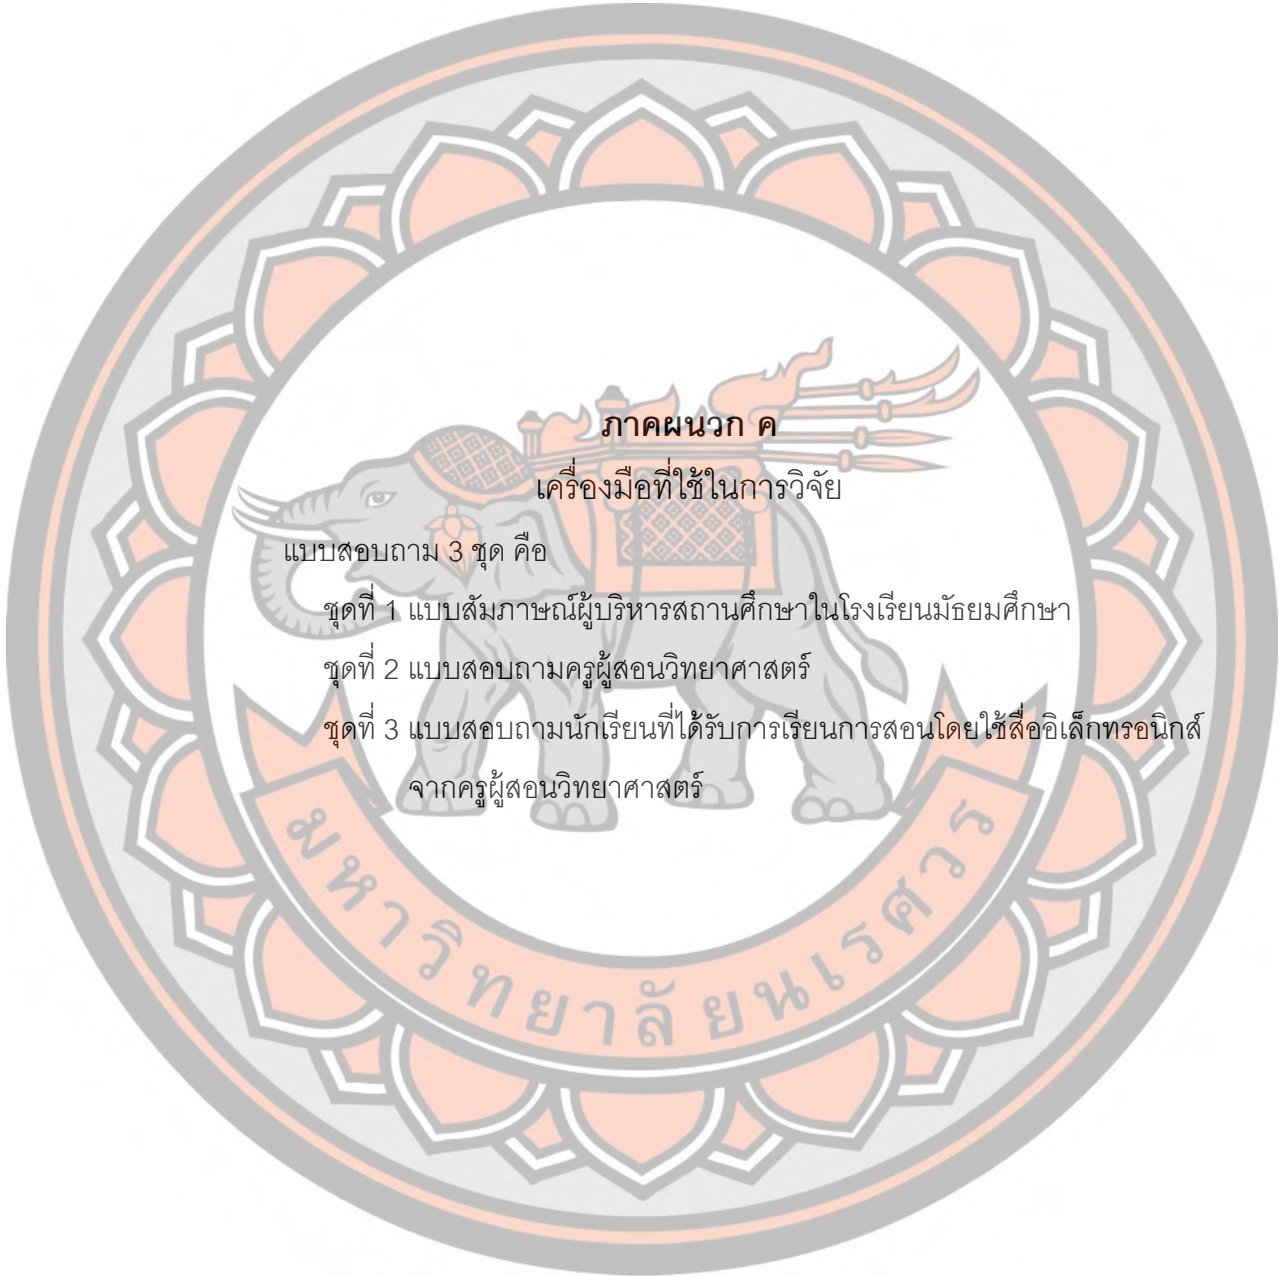 ภาคผนวก ค
เครื่องมือที่ใช้ในการวิจัย
แบบสอบถาม 3 ชุด คือ
ชุดที่ 1 แบบสัมภาษณ์ผู้บริหารสถานศึกษาในโรงเรียนมัธยมศึกษา
ชุดที่ 2 แบบสอบถามครูผู้สอนวิทยาศาสตร์
ชุดที่ 3 แบบสอบถามนักเรียนที่ได้รับการเรียนการสอนโดยใช้สื่ออิเล็กทรอนิกส์
จากครูผู้สอนวิทยาศาสตร์
มหาวิทยาลัยนเรศวร